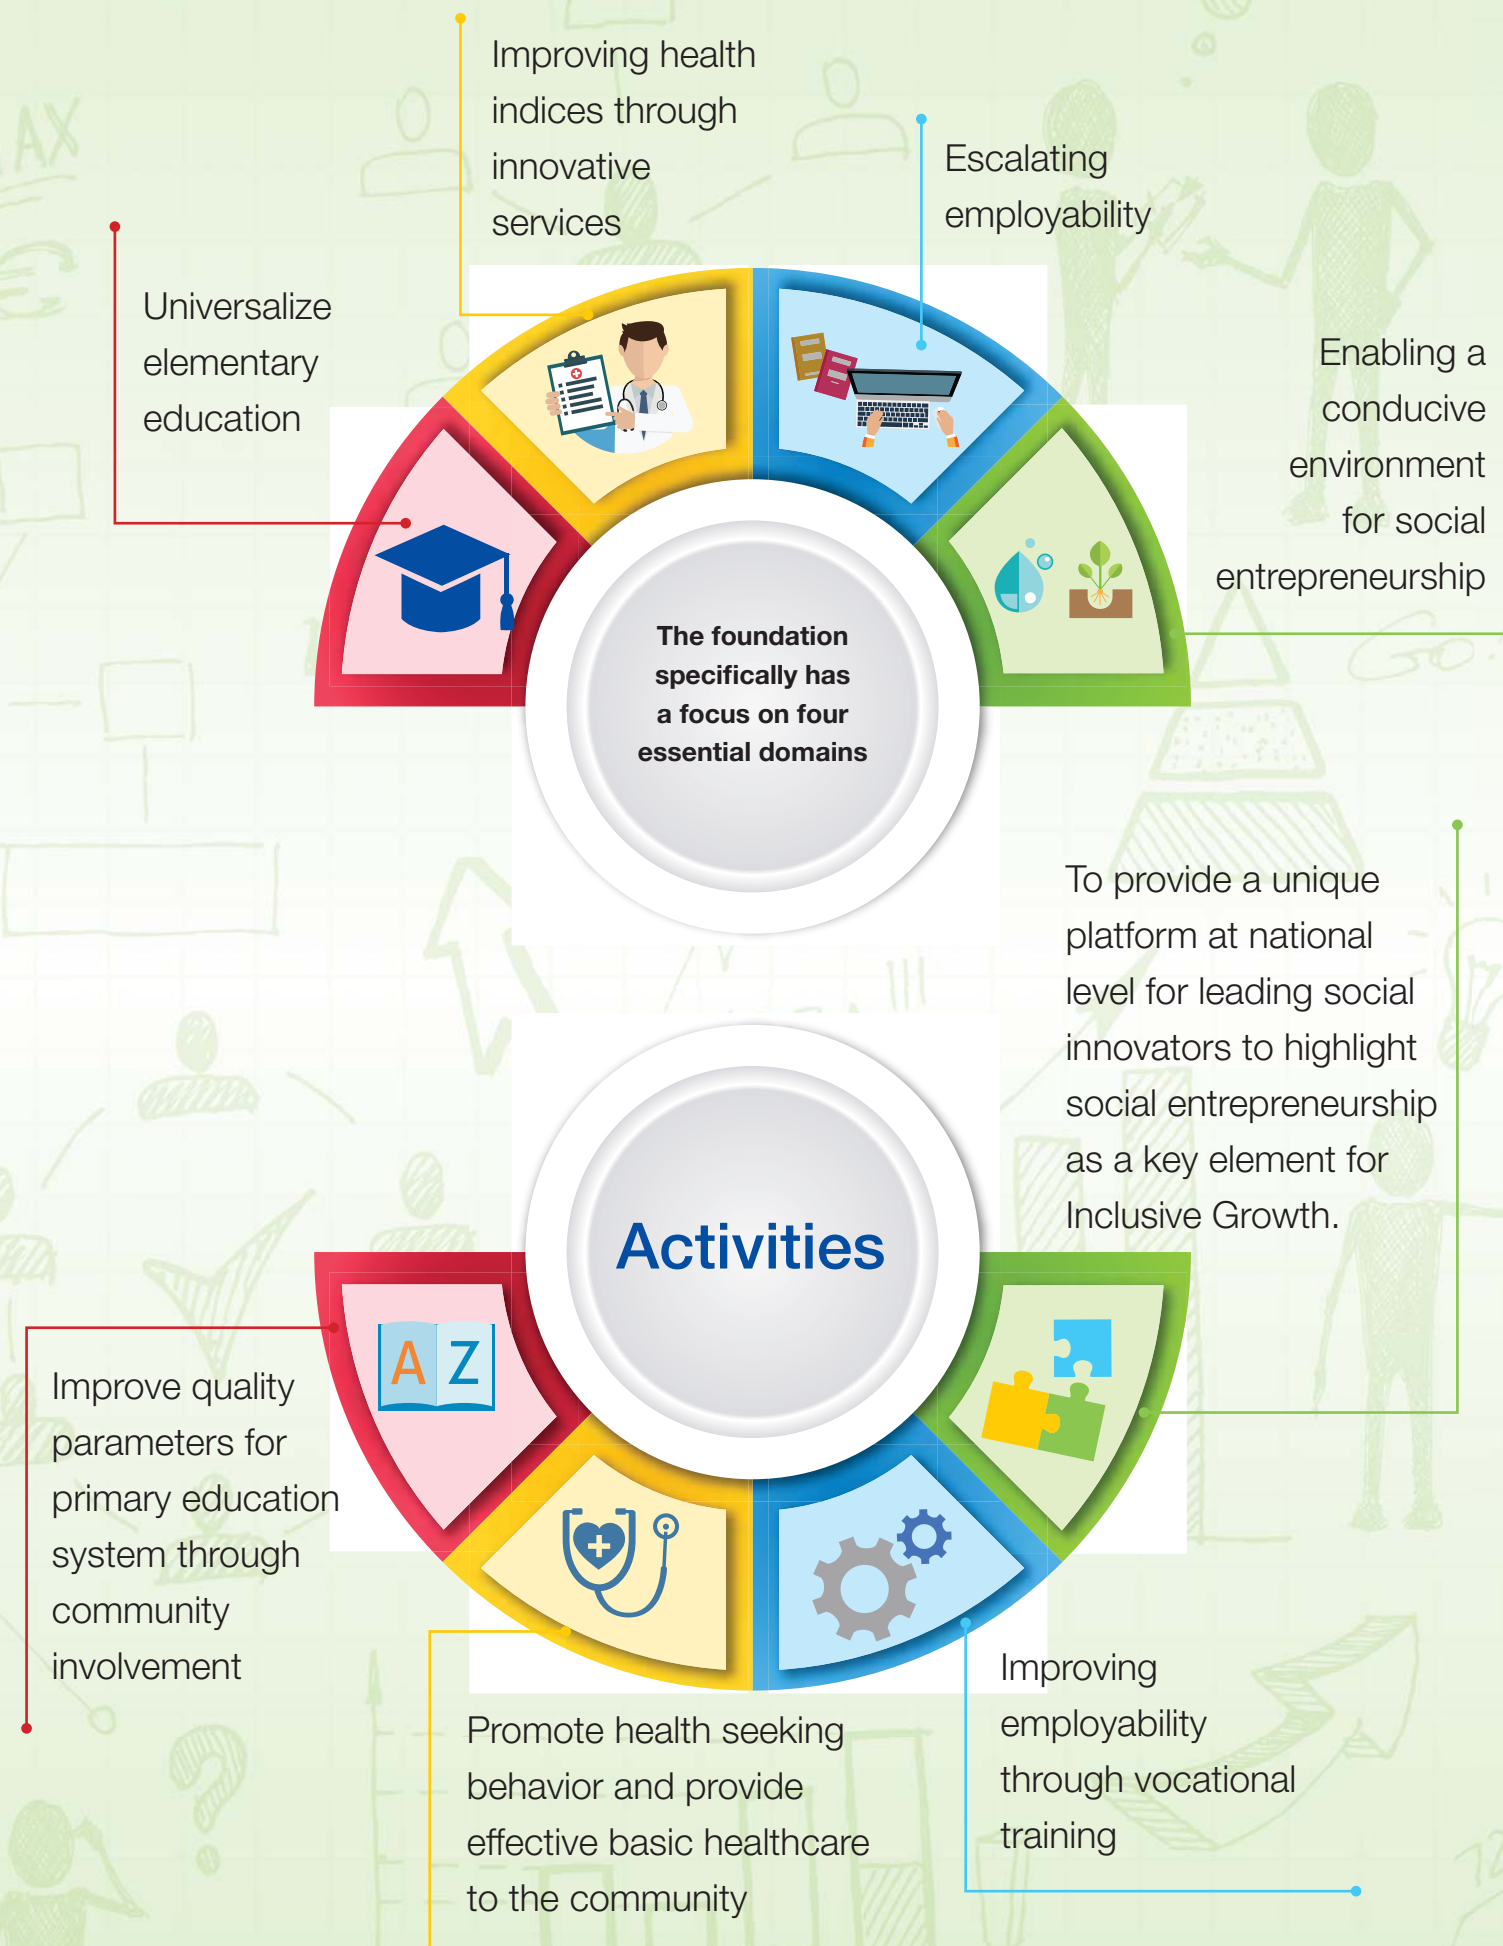 Improving health
indices through
innovative
services
Escalating
employability
Universalize
elementary
education
Enabling a
conducive
environment
for social
entrepreneurship
The foundation
specifically has
a focus on four
essential domains
To provide a unique
platform at national
level for leading social
innovators to highlight
social entrepreneurship
as a key element for
Inclusive Growth.
Activities
A Z
Improve quality
parameters for
primary education
system through
community
involvement
Promote health seeking
behavior and provide
effective basic healthcare
to the community
Improving
employability
through vocational
training